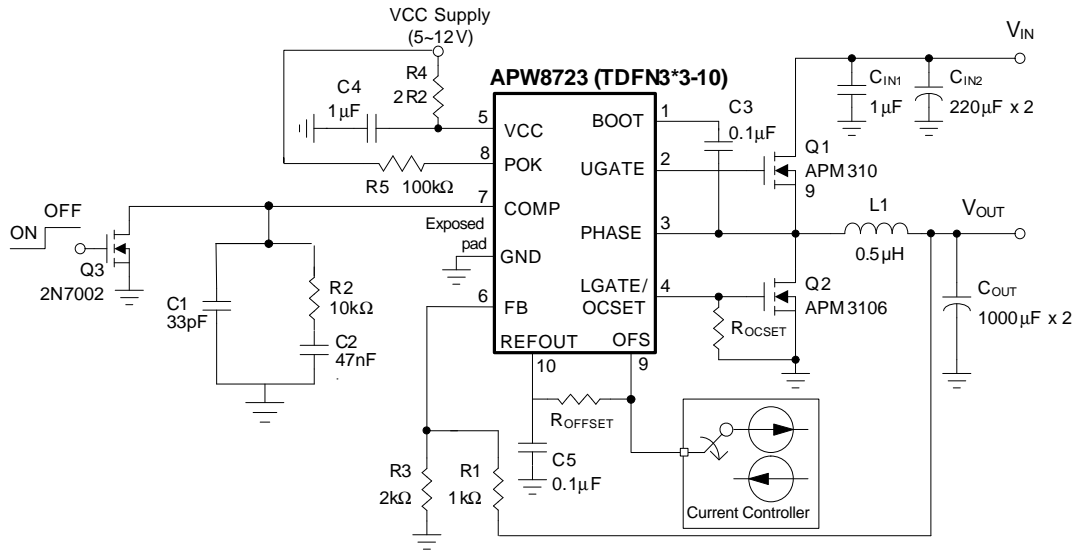 VCC Supply
(5~12V)
VIN
R4
2R2
C4
1μF
APW8723 (TDFN3*3-10)
CIN1
1μF
CIN2
220μF x 2
C3
0.1μF
5
VCC
BOOT
1
8
POK
UGATE
2
Q1
APM310
9
R5
100kΩ
7
COMP
OFF
ON
Exposed
pad
GND
PHASE
3
L1
0.5μH
VOUT
Q3
2N7002
R2
10kΩ
C1
33pF
C2
47nF
6
FB
LGATE/
OCSET
4
Q2
APM3106
COUT
1000μF x 2
ROCSET
REFOUT
OFS
10
9
ROFFSET
R3
2kΩ
R1
1kΩ
C5
0.1μF
Current Controller